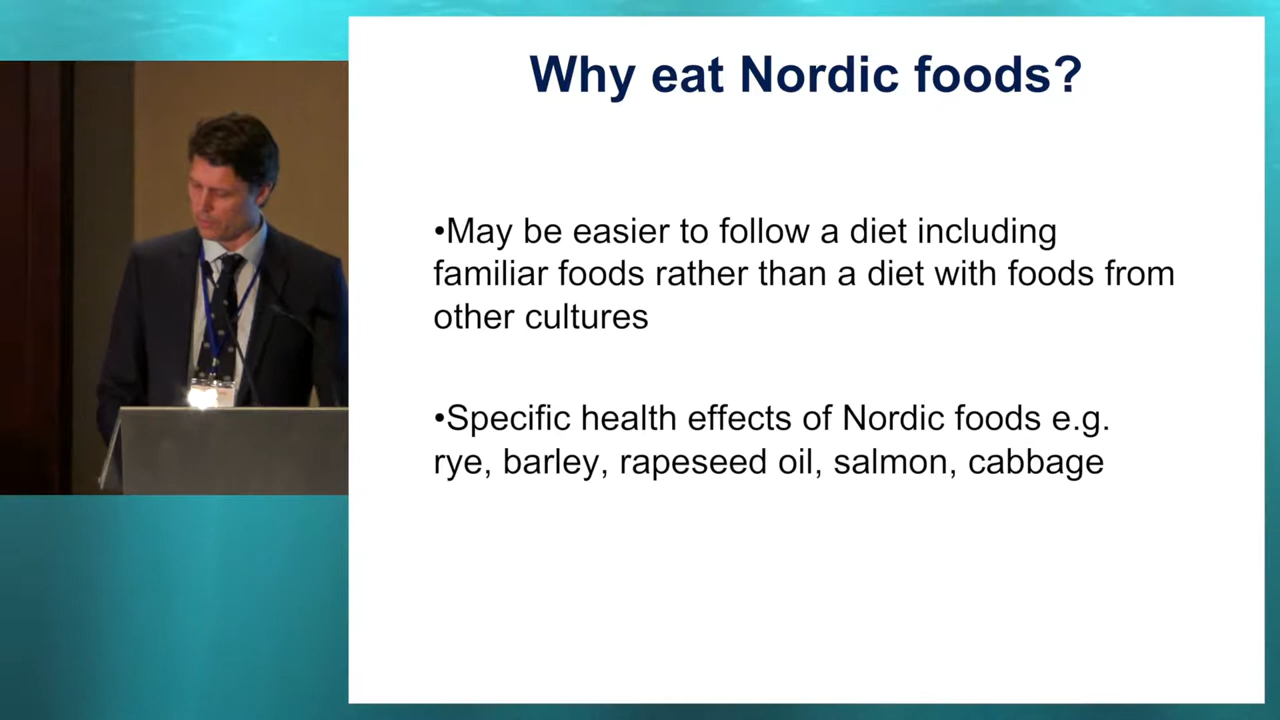 Why eat Nordic foods?
•May be easier to follow a diet including
familiar foods rather than a diet with foods from
other cultures
•Specific health effects of Nordic foods e.g.
rye, barley, rapeseed oil, salmon, cabbage